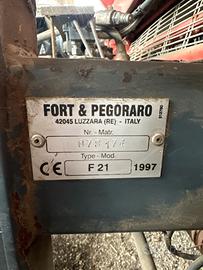 FORT & PEGORARO
42045 LUZZARA (RE) - ITALY
Nr. - Matr.
Type - Mod.
CE F 21 1997